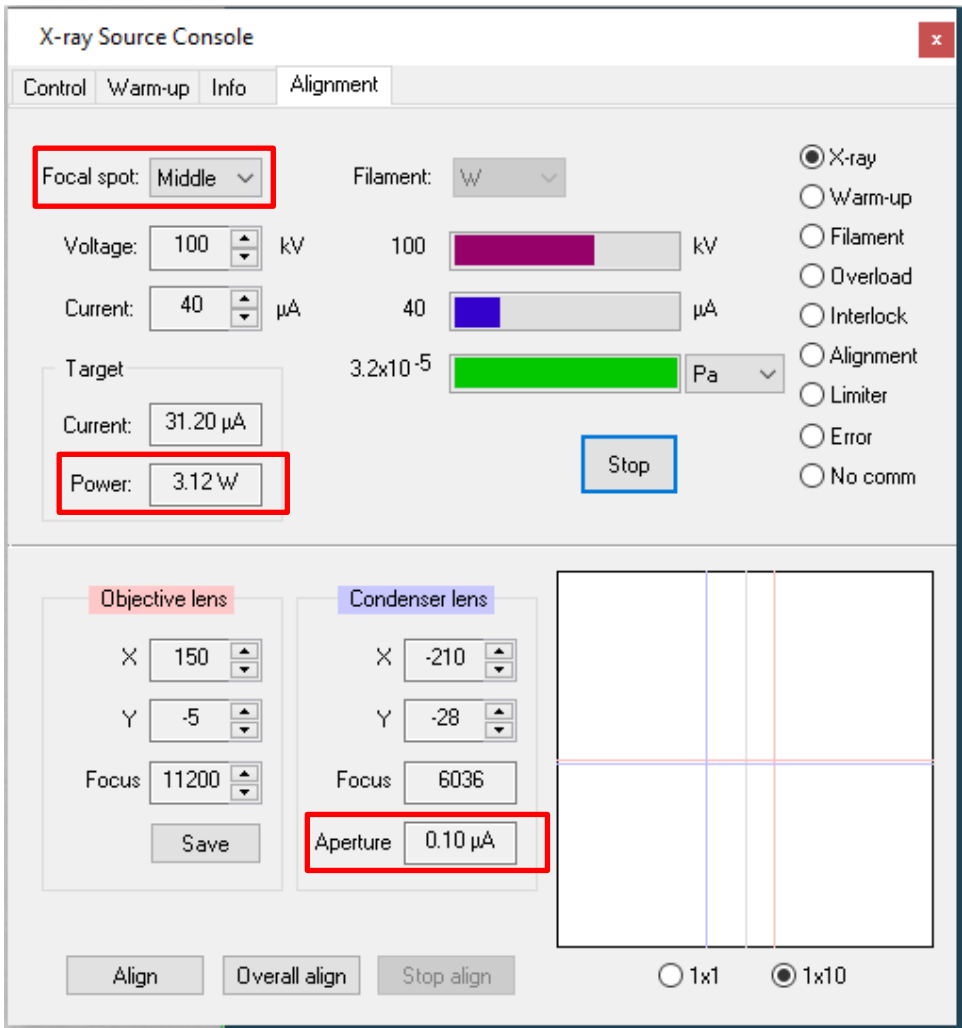 X-ray Source Console
x
Control Warm-up Info Alignment
Focal spot: Middle Filament: W
Voltage: 100 kV 100 kV
Current: 40 µA 40 µA
Target
3.2x10⁻⁵ Pa
Current: 31.20 µA
Power: 3.12 W
Stop
X-ray
Warm-up
Filament
Overload
Interlock
Alignment
Limiter
Error
No comm
Objective lens
X 150
Y -5
Focus 11200
Save
Condenser lens
X -210
Y -28
Focus 6036
Aperture 0.10 µA
Align Overall align Stop align
1x1 1x10